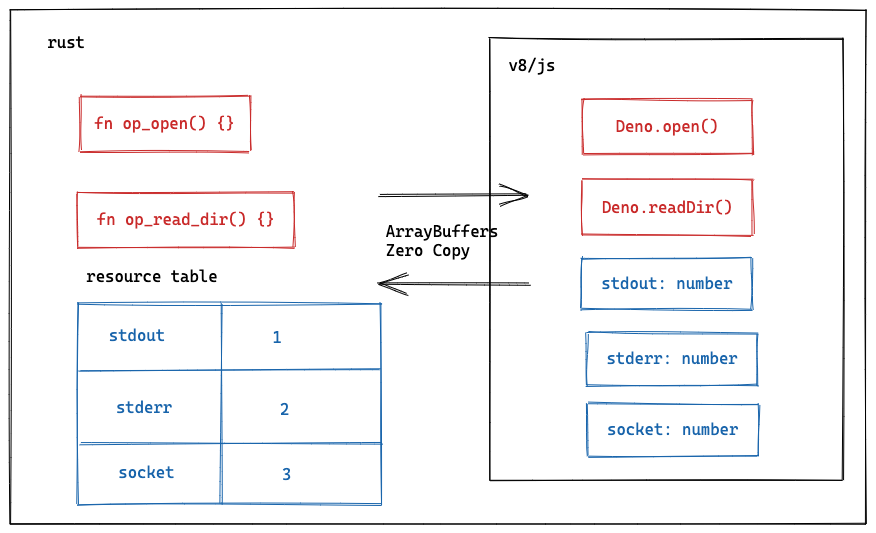 rust
v8/js
fn op_open() {}
Deno.open()
fn op_read_dir() {}
Deno.readDir()
ArrayBuffers
Zero Copy
resource table
stdout 1
stderr 2
socket 3
stdout: number
stderr: number
socket: number